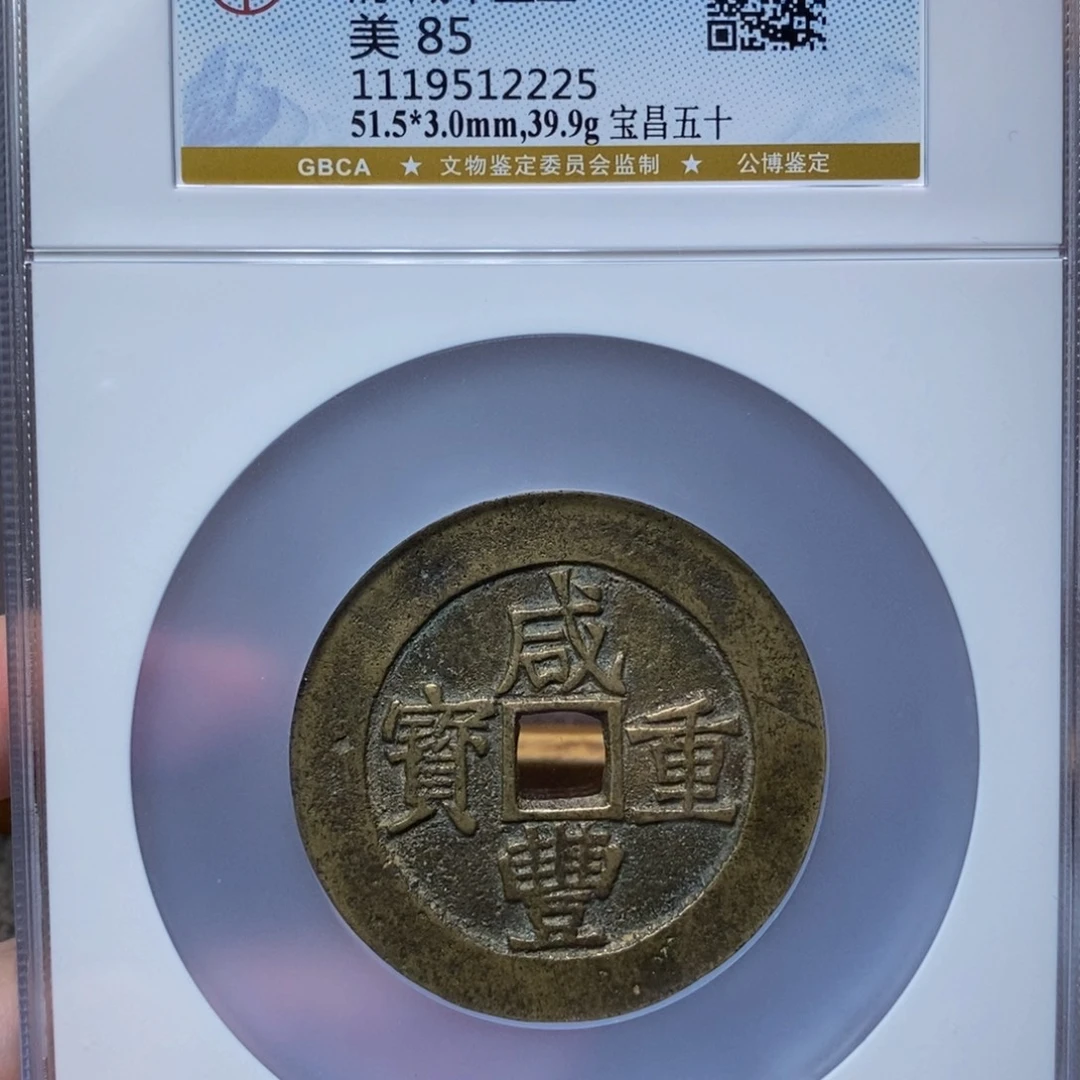 美 85
1119512225
51.5*3.0mm,39.9g 宝昌五十
GBCA ★ 文物鉴定委员会监制 ★ 公博鉴定
咸
豐
重
寶